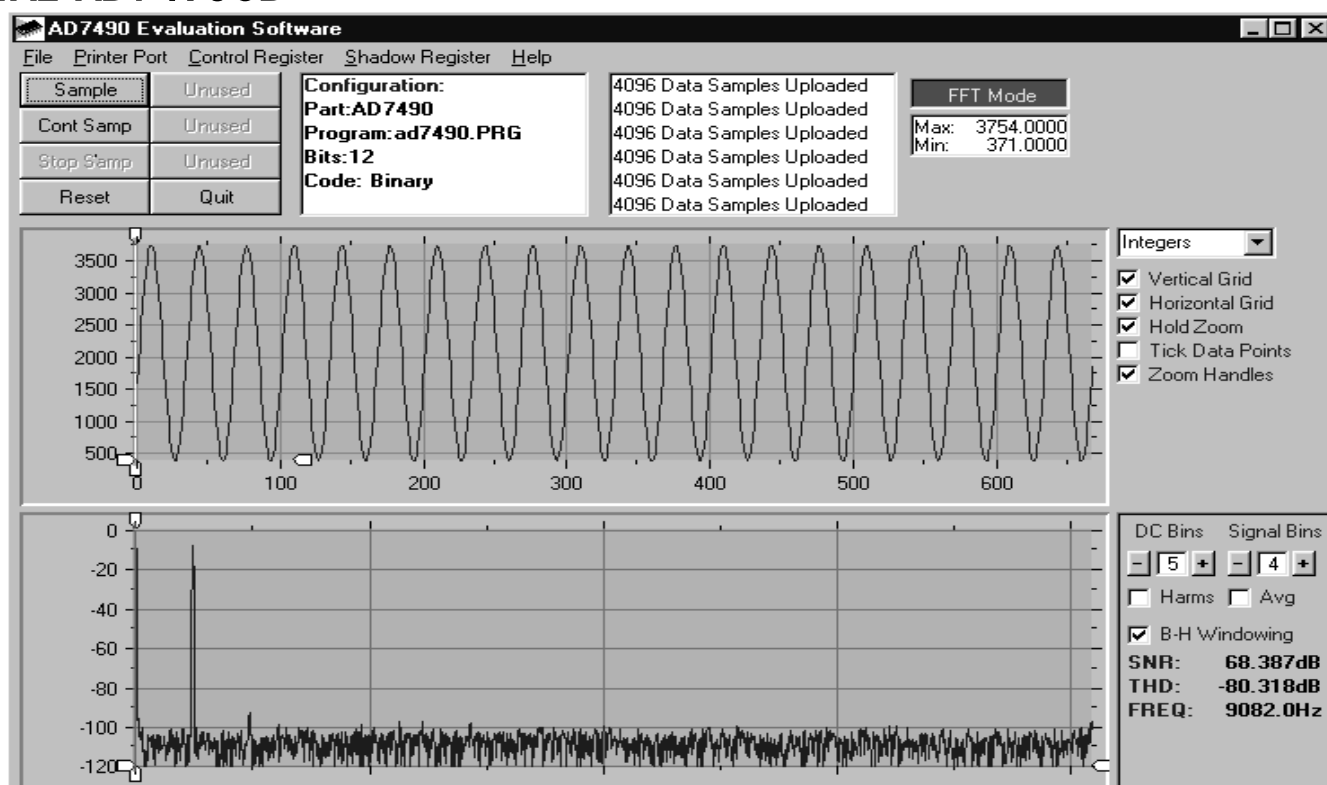 AD7490 Evaluation Software
File Printer Port Control Register Shadow Register Help
Sample Unused
Cont Samp Unused
Stop Samp Unused
Reset Quit
Configuration:
Part:AD7490
Program:ad7490.PRG
Bits:12
Code: Binary
4096 Data Samples Uploaded
4096 Data Samples Uploaded
4096 Data Samples Uploaded
4096 Data Samples Uploaded
4096 Data Samples Uploaded
4096 Data Samples Uploaded
FFT Mode
Max: 3754.0000
Min: 371.0000
3500
3000
2500
2000
1500
1000
500
0 100 200 300 400 500 600
Integers
Vertical Grid
Horizontal Grid
Hold Zoom
Tick Data Points
Zoom Handles
0
-20
-40
-60
-80
-100
-120
DC Bins Signal Bins
- 5 + - 4 +
Harms Avg
B-H Windowing
SNR: 68.387dB
THD: -80.318dB
FREQ: 9082.0Hz